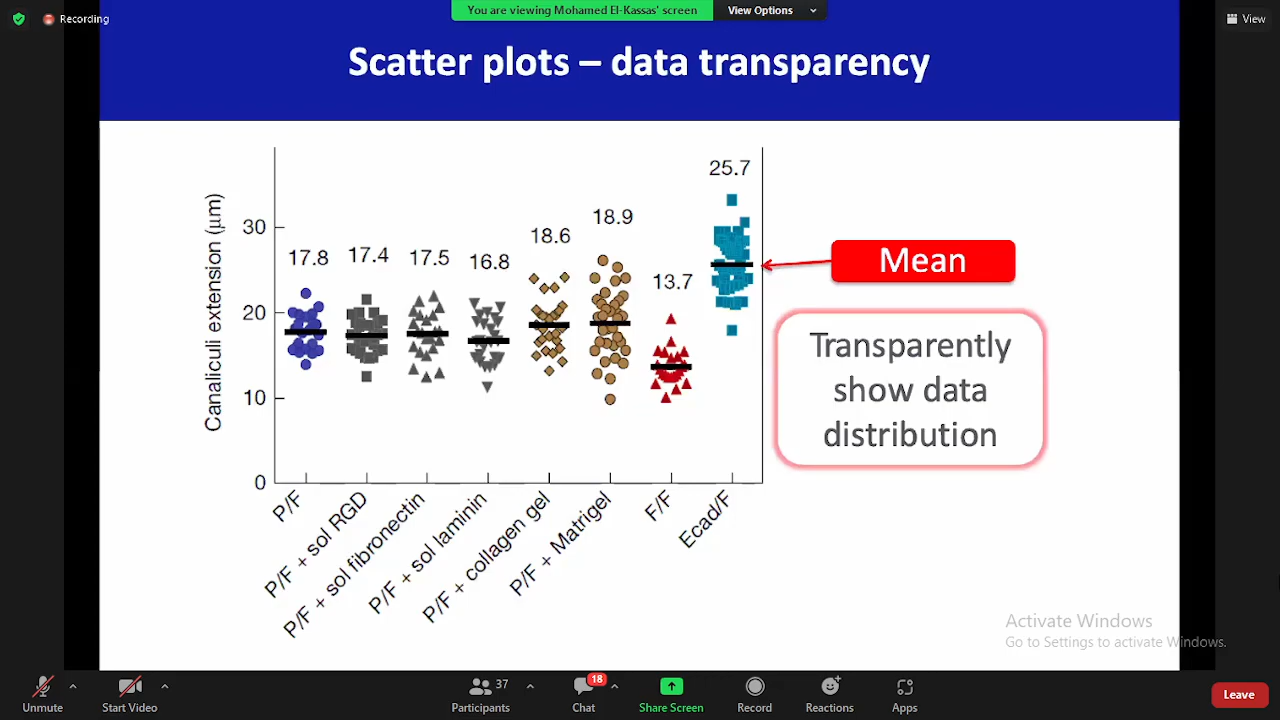 You are viewing Mohamed El-Kassas' screen
View Options
Recording
View
Scatter plots – data transparency
Canaliculi extension (μm)
30
20
10
0
17.8
17.4
17.5
16.8
18.6
18.9
13.7
25.7
Mean
Transparently
show data
distribution
P/F
P/F + sol RGD
P/F + sol fibronectin
P/F + sol laminin
P/F + collagen gel
P/F + Matrigel
F/F
Ecad/F
Activate Windows
Go to Settings to activate Windows.
Unmute
Start Video
37
Participants
18
Chat
Share Screen
Record
Reactions
Apps
Leave